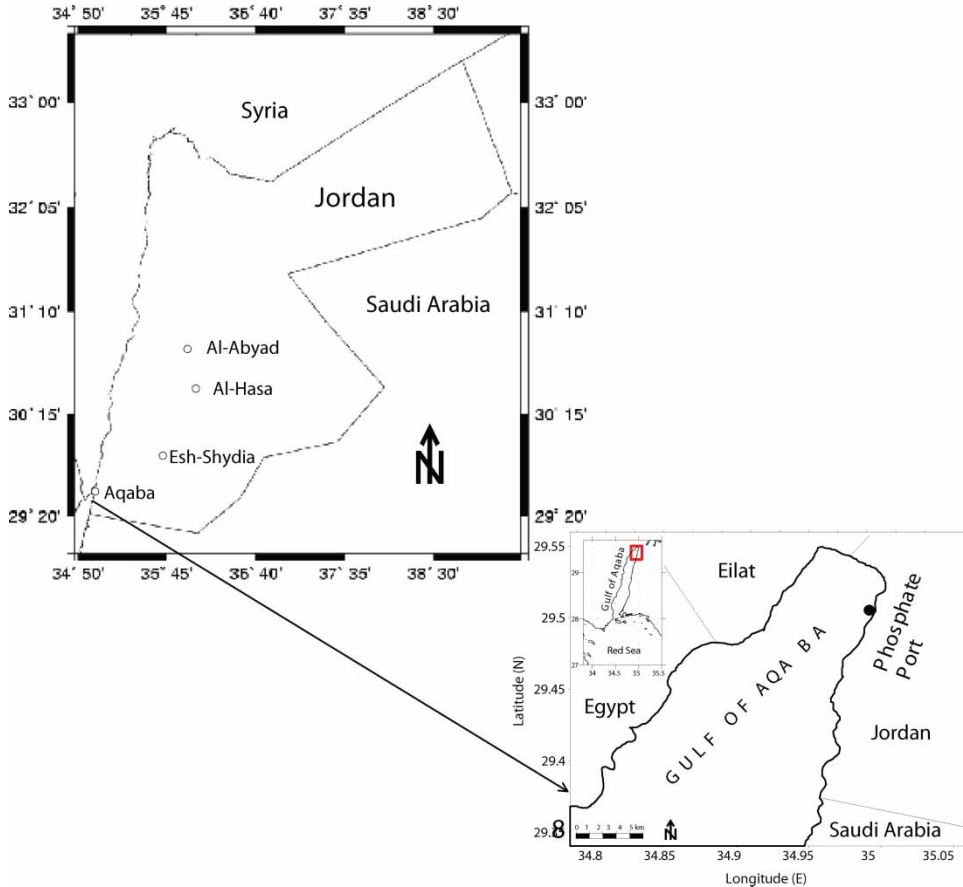 34° 50' 35° 45' 36° 40' 37° 35' 38° 30'
33° 00' 33° 00'
Syria
32° 05' 32° 05'
Jordan
Saudi Arabia
31° 10' 31° 10'
Al-Abyad
Al-Hasa
30° 15' 30° 15'
Esh-Shydia
N
Aqaba
29° 20' 29° 20'
34° 50' 35° 45' 36° 40' 37° 35' 38° 30'
29.55
29.5
29.45
29.4
Latitude (N)
Eilat
Phosphate
Port
Egypt
GULF OF AQA BA
Jordan
Saudi Arabia
Gulf of Aqaba
Red Sea
29
28
27
34 34.5 35 35.5
0 1 2 3 4 5 km
N
34.8 34.85 34.9 34.95 35 35.05
Longitude (E)